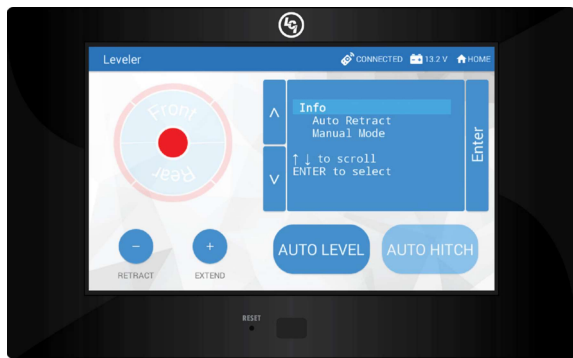 LCI
Leveler
CONNECTED 13.2 V HOME
Front
Rear
Info
Auto Retract
Manual Mode
↑ ↓ to scroll
ENTER to select
Enter
RETRACT
EXTEND
AUTO LEVEL
AUTO HITCH
RESET